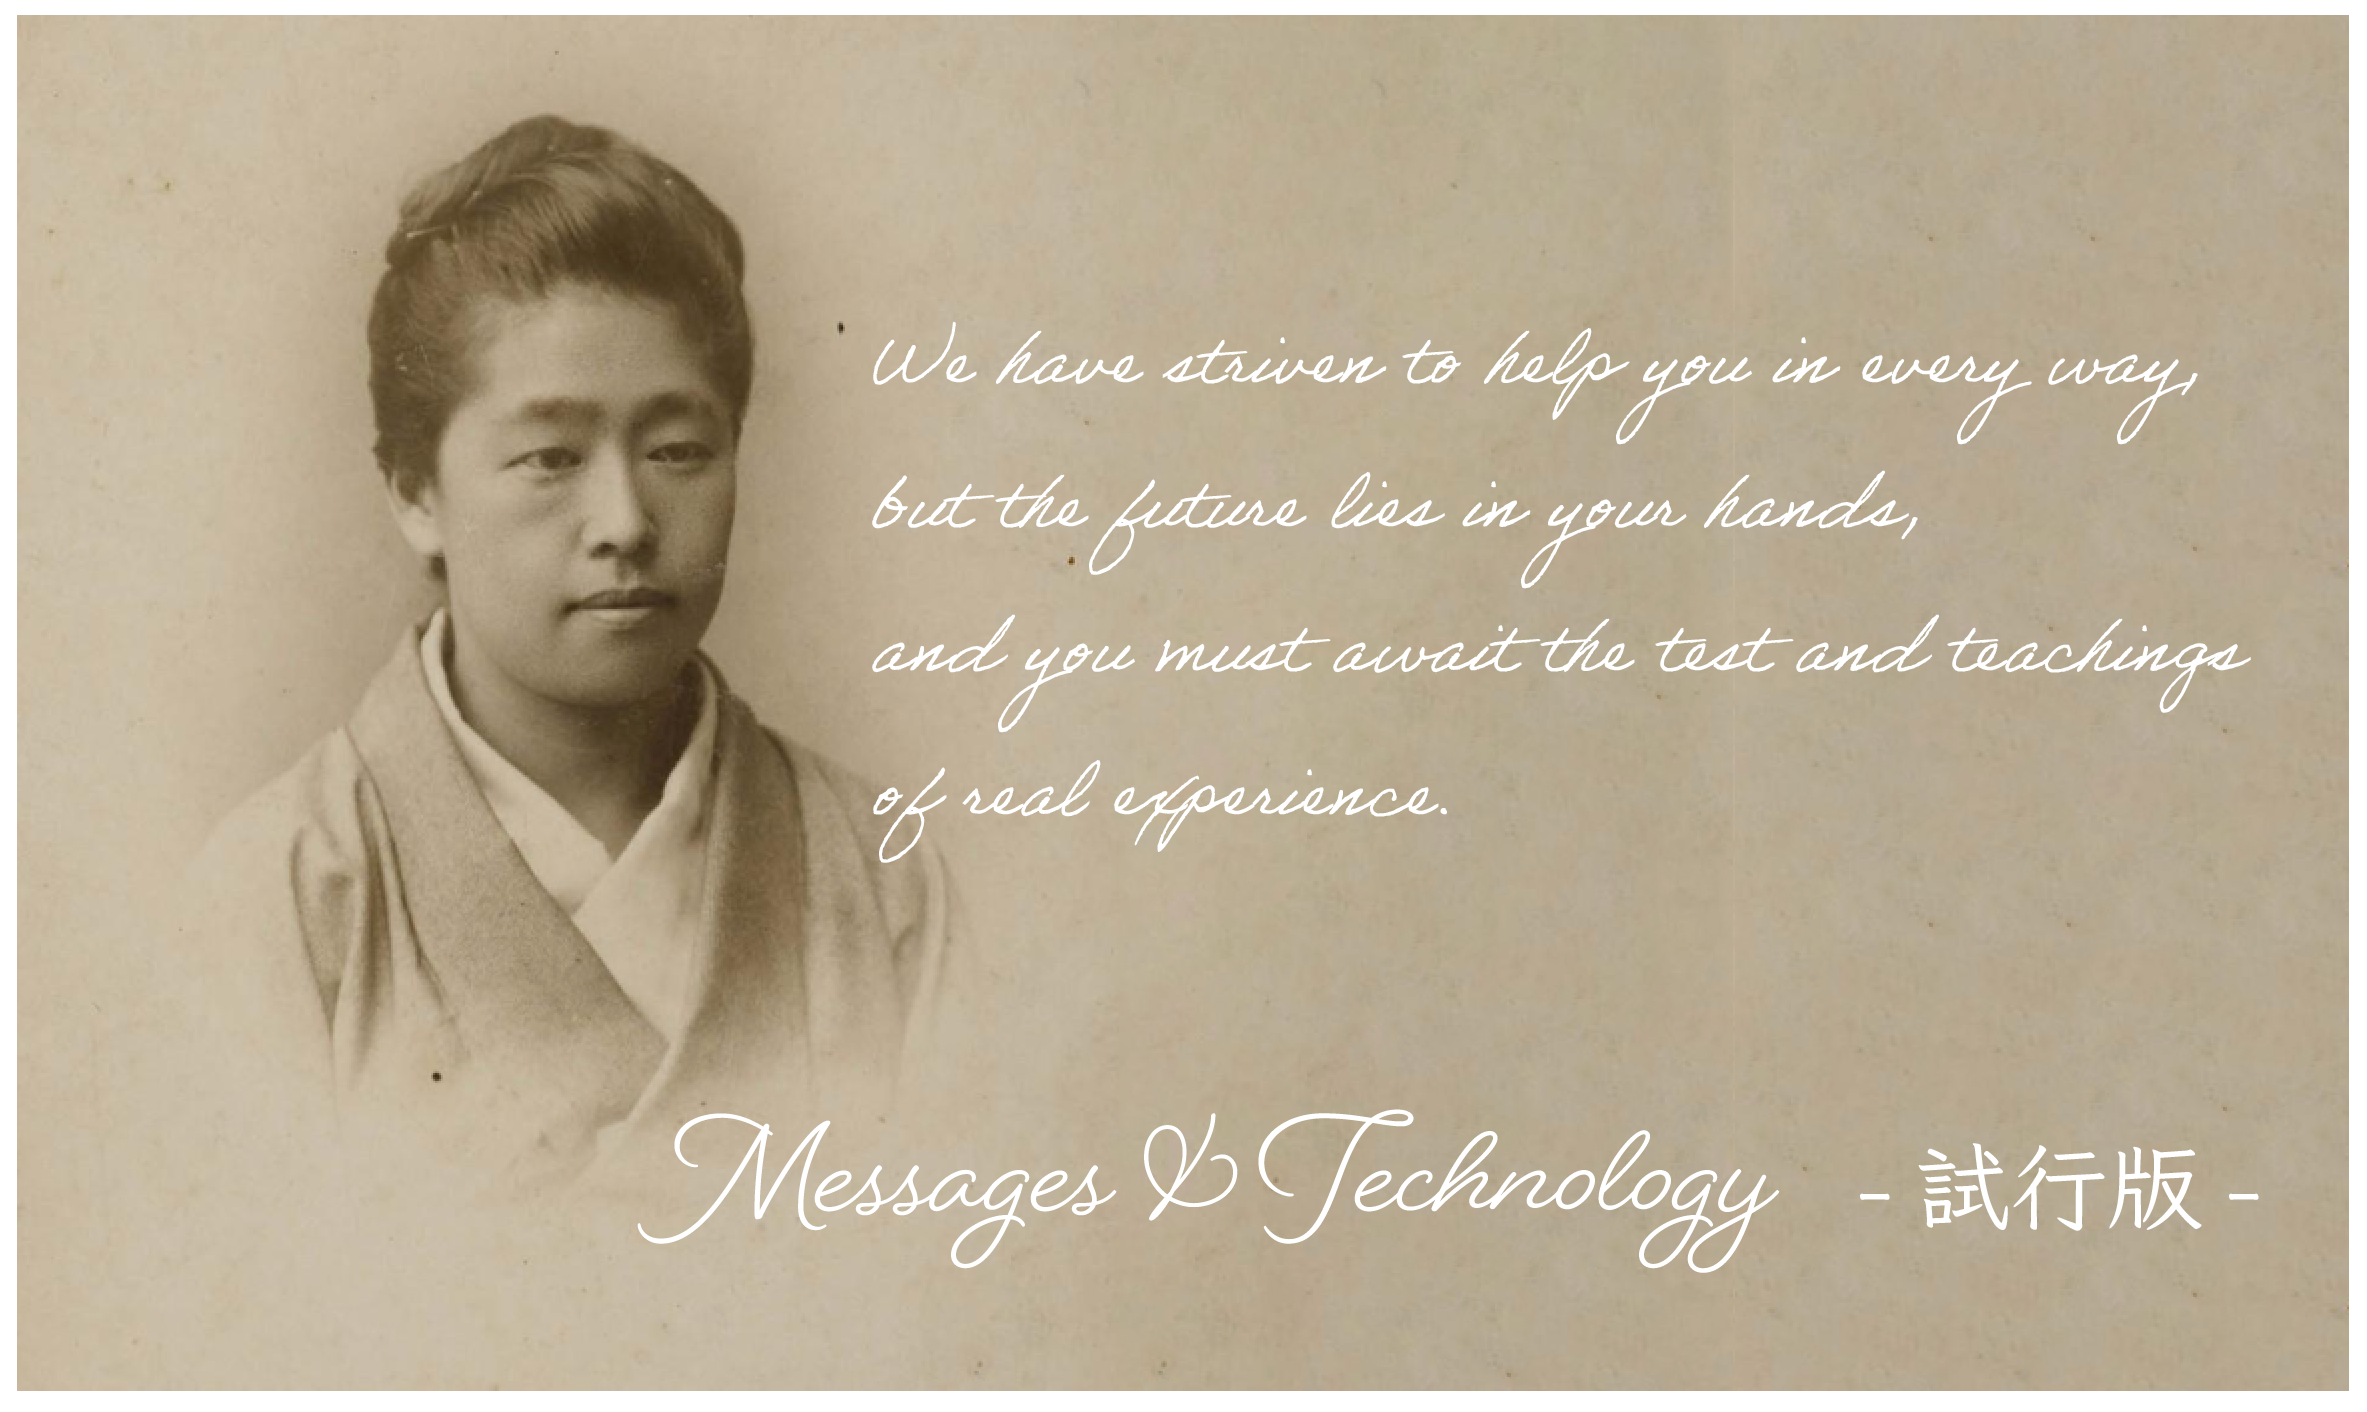 We have striven to help you in every way,
but the future lies in your hands,
and you must await the test and teachings
of real experience.
Messages & Technology - 試行版 -